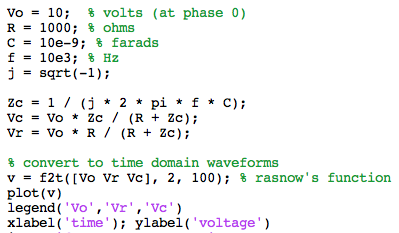 Vo = 10;  % volts (at phase 0)
R = 1000; % ohms
C = 10e-9; % farads
f = 10e3; % Hz
j = sqrt(-1);
Zc = 1 / (j * 2 * pi * f * C);
Vc = Vo * Zc / (R + Zc);
Vr = Vo * R / (R + Zc);
% convert to time domain waveforms
v = f2t([Vo Vr Vc], 2, 100); % rasnow's function
plot(v)
legend('Vo','Vr','Vc')
xlabel('time'); ylabel('voltage')